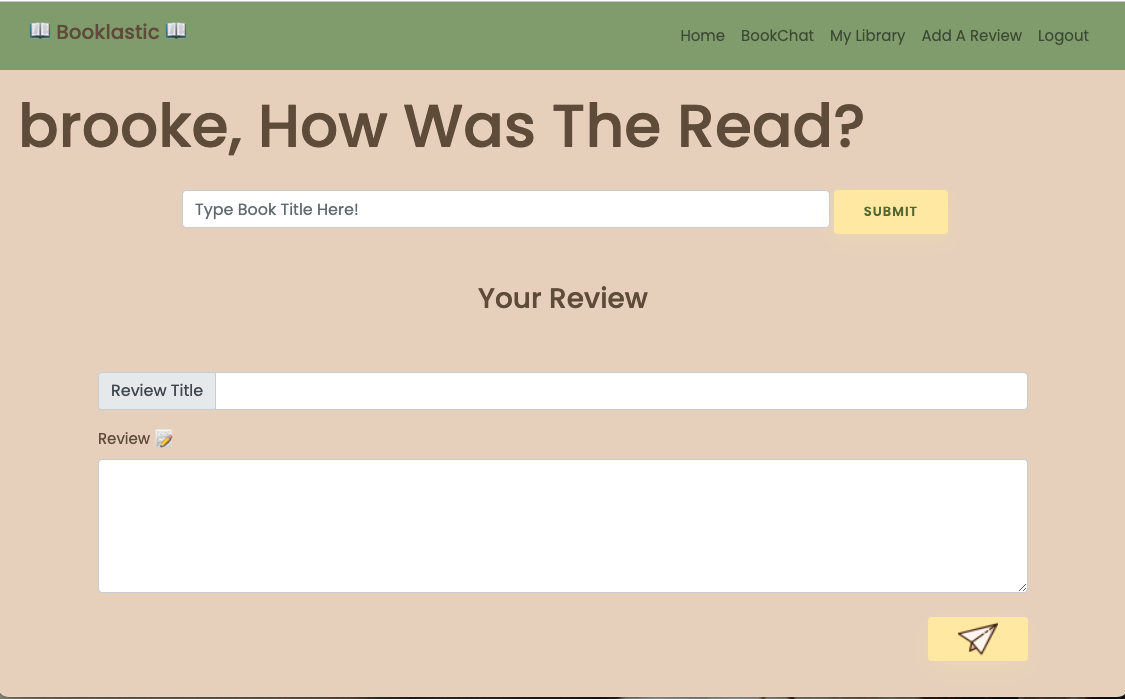 📖 Booklastic 📖
Home BookChat My Library Add A Review Logout
brooke, How Was The Read?
Type Book Title Here!
SUBMIT
Your Review
Review Title
Review 📝